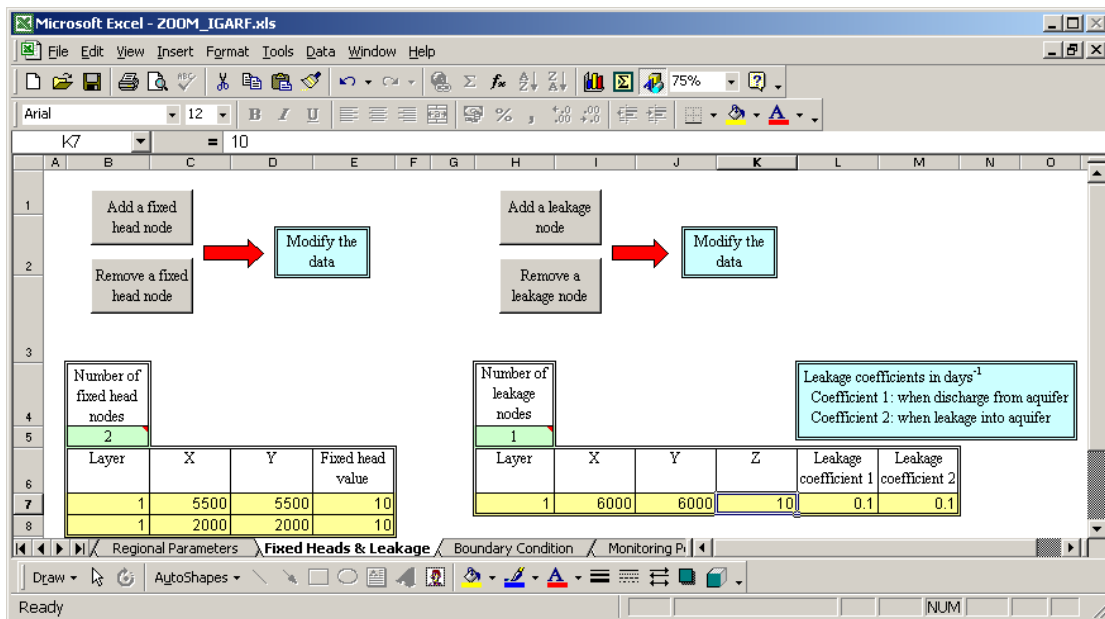 Microsoft Excel - ZOOM_IGARF.xls
File Edit View Insert Format Tools Data Window Help
75%
Arial 12 B I U
K7 = 10
A B C D E F G H I J K L M N O
1
Add a fixed
head node
Add a leakage
node
Modify the
data
Modify the
data
2
Remove a fixed
head node
Remove a
leakage node
3
Number of
fixed head
nodes
Number of
leakage
nodes
Leakage coefficients in days-1
Coefficient 1: when discharge from aquifer
Coefficient 2: when leakage into aquifer
4
5 2 1
6 Layer X Y Fixed head
value
Layer X Y Z Leakage
coefficient 1
Leakage
coefficient 2
7 1 5500 5500 10 1 6000 6000 10 0.1 0.1
8 1 2000 2000 10
Regional Parameters Fixed Heads & Leakage Boundary Condition Monitoring
Draw AutoShapes
Ready NUM